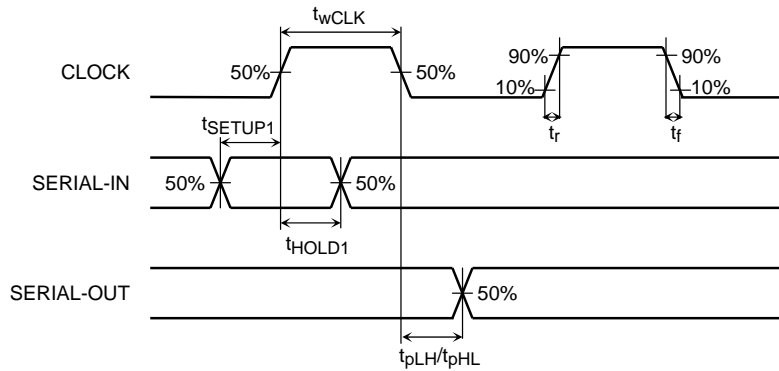 twCLK
CLOCK
50%
50%
90%
10%
90%
10%
tr
tf
tSETUP1
SERIAL-IN
50%
50%
tHOLD1
SERIAL-OUT
50%
tpLH/tpHL